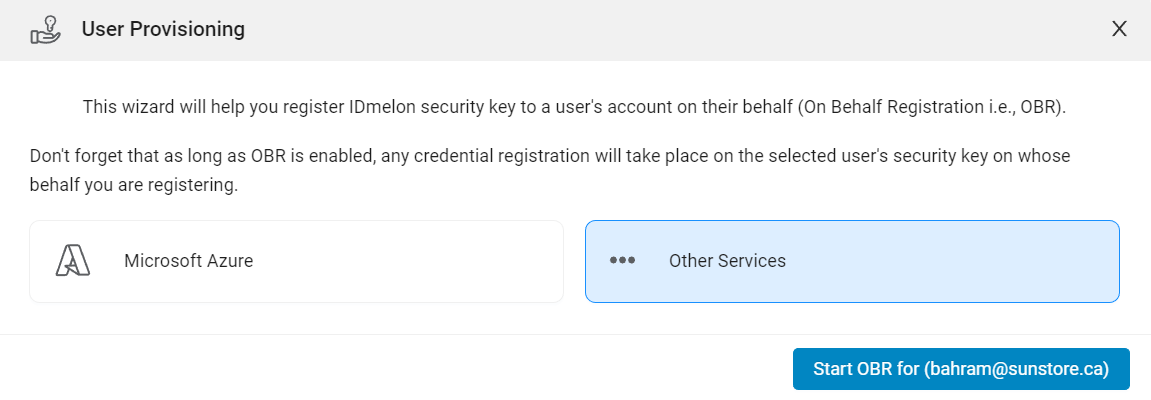 User Provisioning
This wizard will help you register IDmelon security key to a user's account on their behalf (On Behalf Registration i.e., OBR).
Don't forget that as long as OBR is enabled, any credential registration will take place on the selected user's security key on whose
behalf you are registering.
Microsoft Azure
Other Services
Start OBR for (bahram@sunstore.ca)